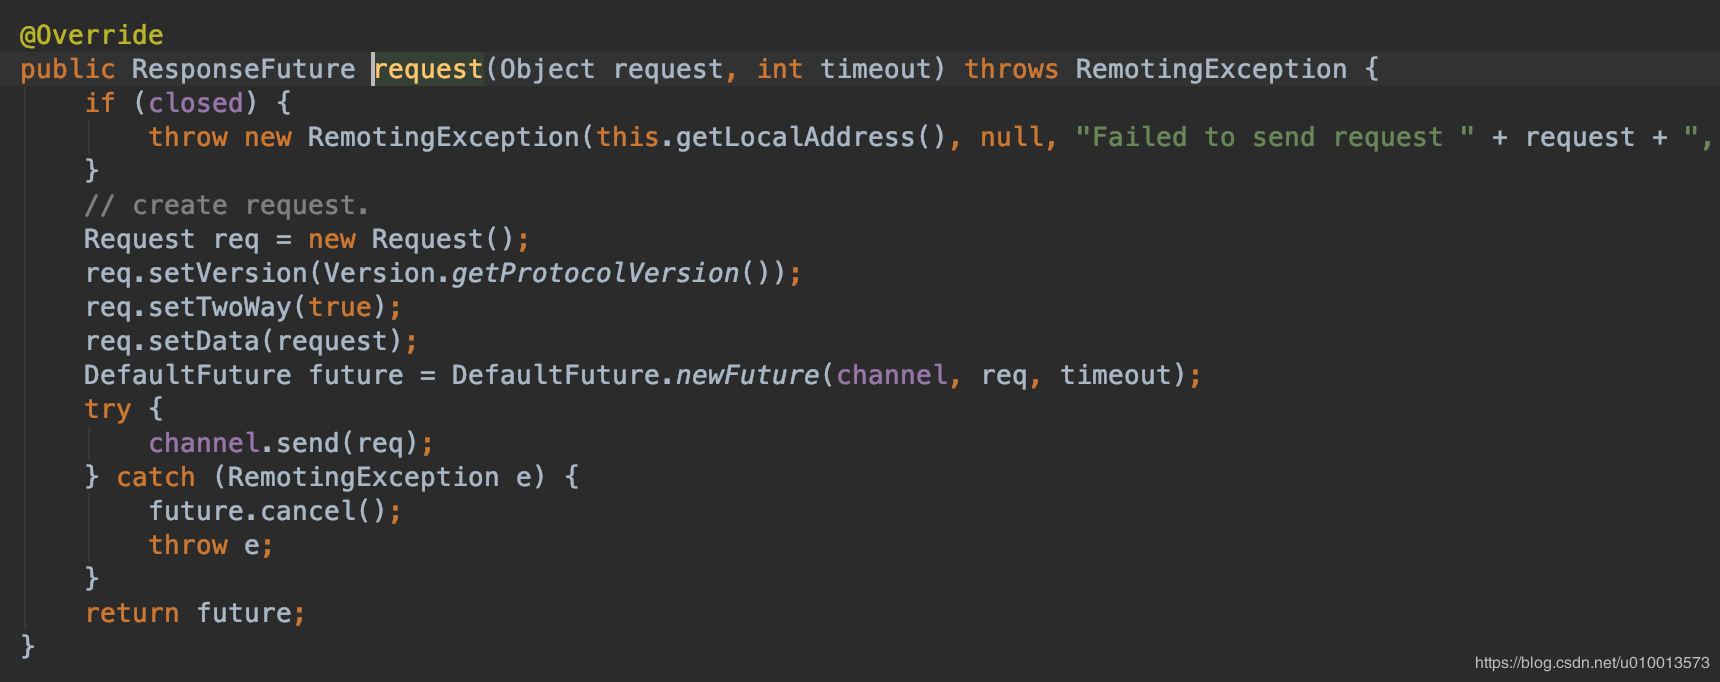 @Override
public ResponseFuture request(Object request, int timeout) throws RemotingException {
if (closed) {
throw new RemotingException(this.getLocalAddress(), null, "Failed to send request " + request + ",
}
// create request.
Request req = new Request();
req.setVersion(Version.getProtocolVersion());
req.setTwoWay(true);
req.setData(request);
DefaultFuture future = DefaultFuture.newFuture(channel, req, timeout);
try {
channel.send(req);
} catch (RemotingException e) {
future.cancel();
throw e;
}
return future;
}
https://blog.csdn.net/u010013573